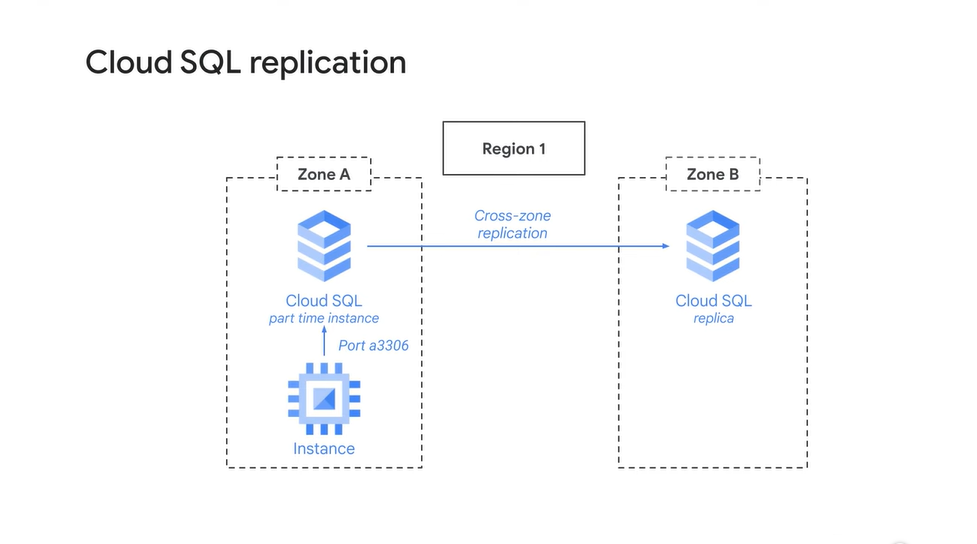 Cloud SQL replication
Region 1
Zone A
Zone B
Cross-zone
replication
Cloud SQL
part time instance
Cloud SQL
replica
Port a3306
Instance